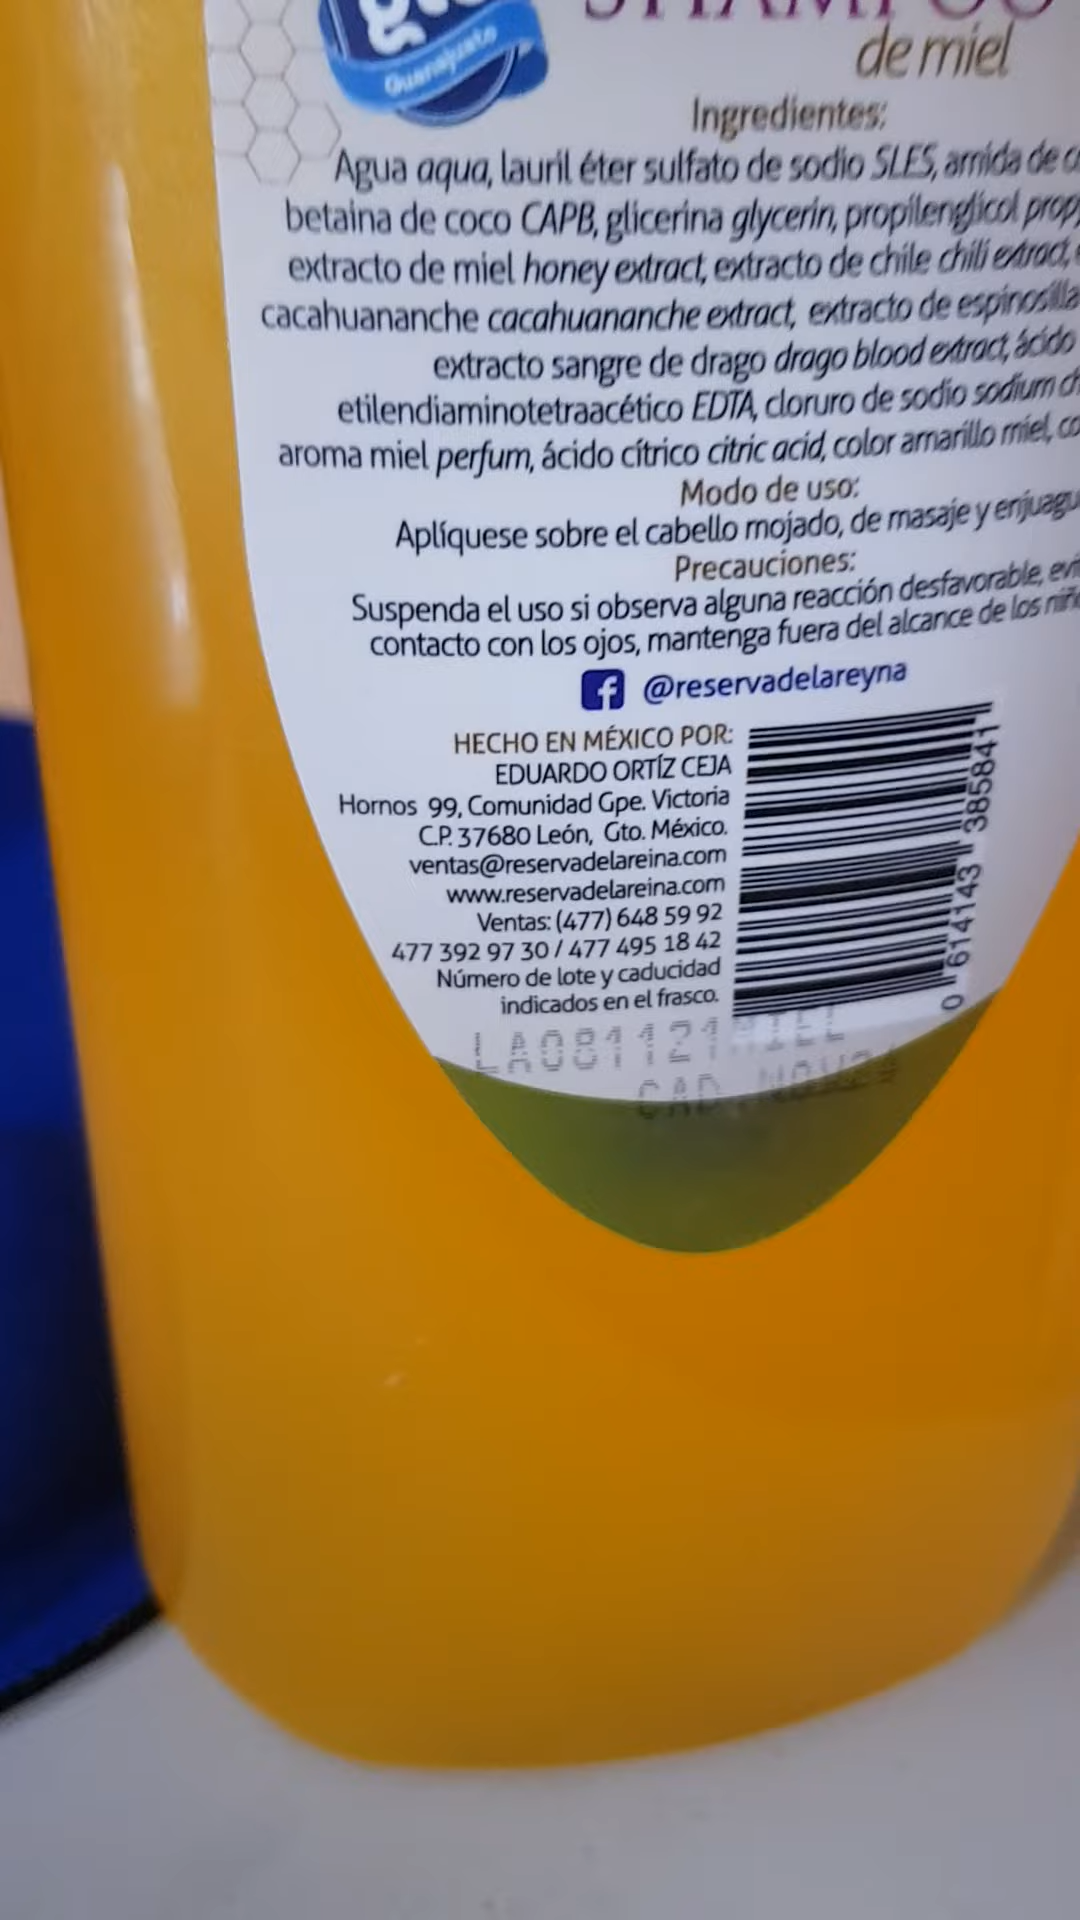 Guanajuato
SHAMPOO
de miel
Ingredientes:
Agua aqua, lauril éter sulfato de sodio SLES, amida de
betaina de coco CAPB, glicerina glycerin, propilenglicol
extracto de miel honey extract, extracto de chile chili extract,
cacahuananche cacahuananche extract, extracto de espinosilla
extracto sangre de drago drago blood extract, ácido
etilendiaminotetraacético EDTA, cloruro de sodio sodium
aroma miel perfum, ácido cítrico citric acid, color amarillo miel,
Modo de uso:
Aplíquese sobre el cabello mojado, de masaje y
Precauciones:
Suspenda el uso si observa alguna reacción desfavorable,
contacto con los ojos, mantenga fuera del alcance de los
@reservadelareyna
HECHO EN MÉXICO POR:
EDUARDO ORTÍZ CEJA
Hornos 99, Comunidad Gpe. Victoria
C.P. 37680 León, Gto. México.
ventas@reservadelareina.com
www.reservadelareina.com
Ventas: (477) 648 59 92
477 392 97 30 / 477 495 18 42
Número de lote y caducidad
indicados en el frasco.
0 614143 385841